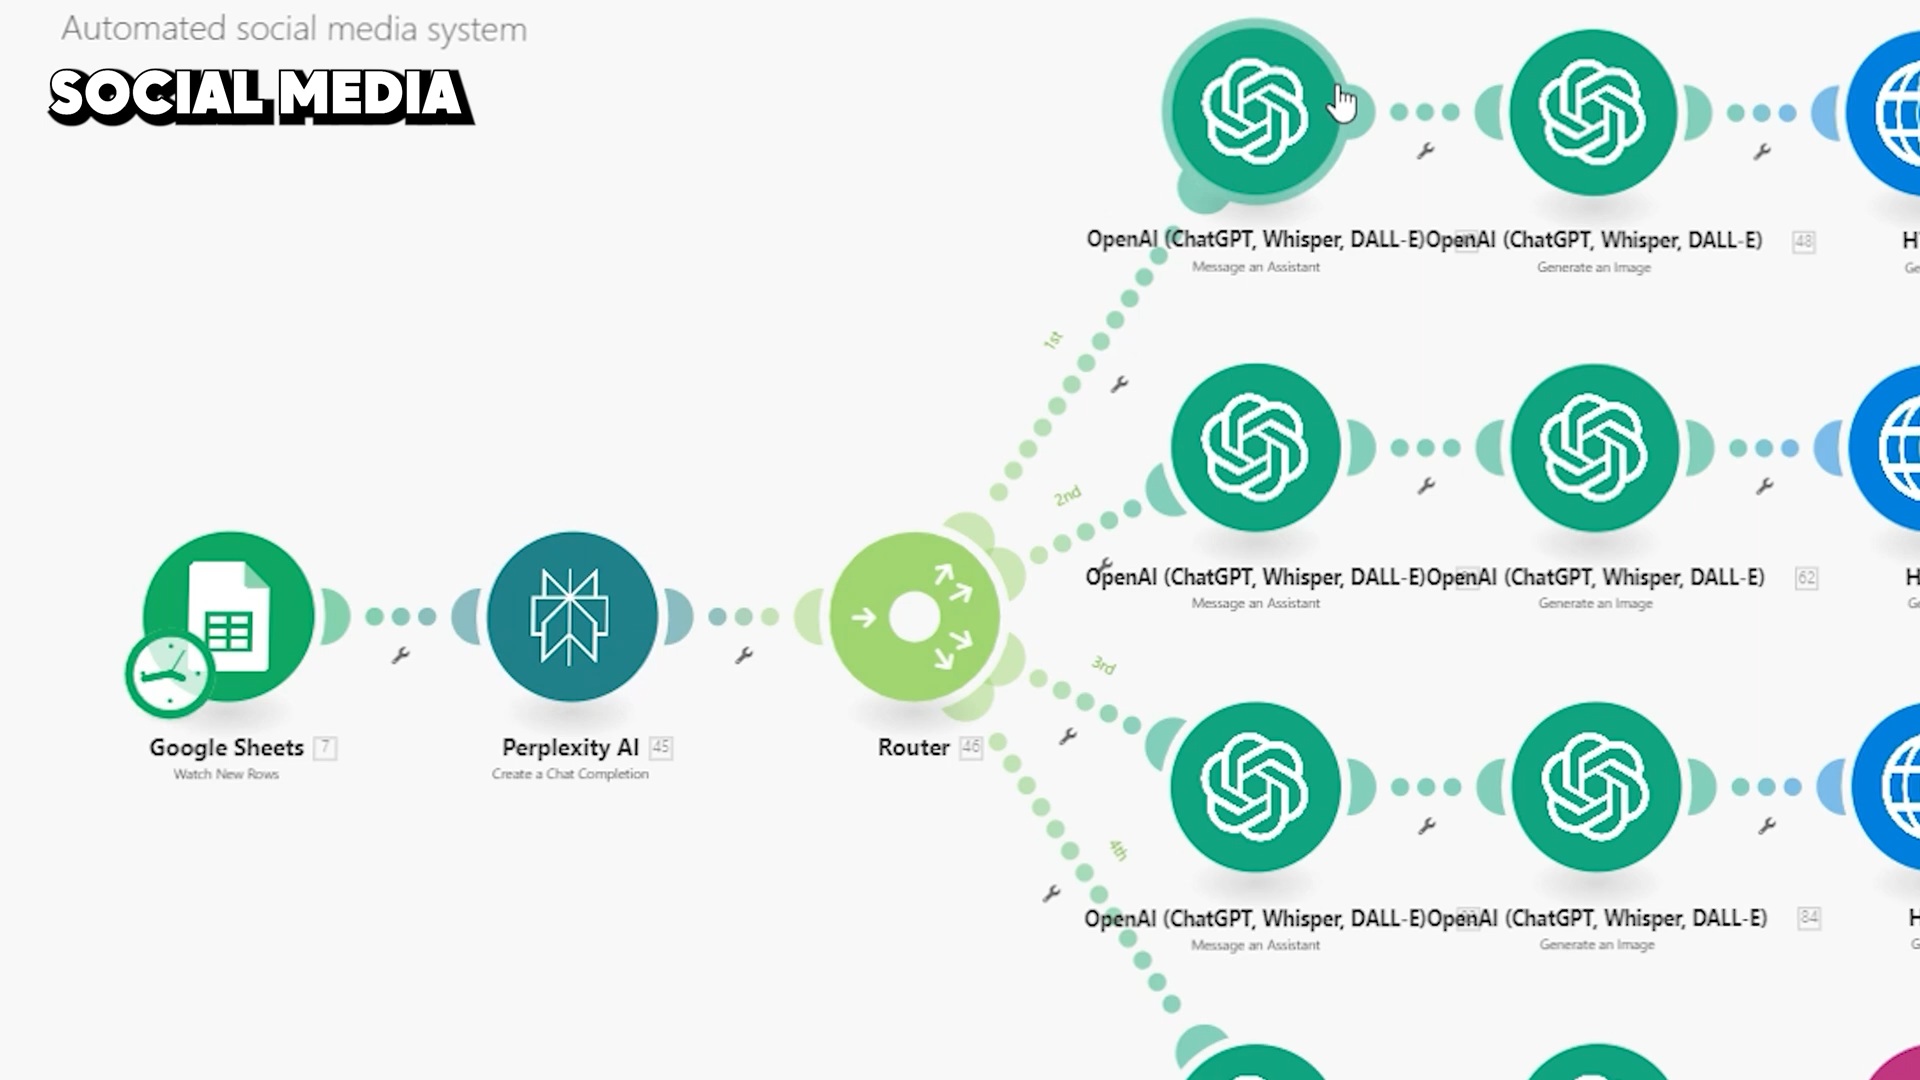 Automated social media system
SOCIAL MEDIA
OpenAI (ChatGPT, Whisper, DALL-E)
Message an Assistant
OpenAI (ChatGPT, Whisper, DALL-E) 48
Generate an Image
1st
2nd
OpenAI (ChatGPT, Whisper, DALL-E)
Message an Assistant
OpenAI (ChatGPT, Whisper, DALL-E) 62
Generate an Image
Google Sheets 7
Watch New Rows
Perplexity AI 45
Create a Chat Completion
Router 46
3rd
4th
OpenAI (ChatGPT, Whisper, DALL-E)
Message an Assistant
OpenAI (ChatGPT, Whisper, DALL-E) 84
Generate an Image